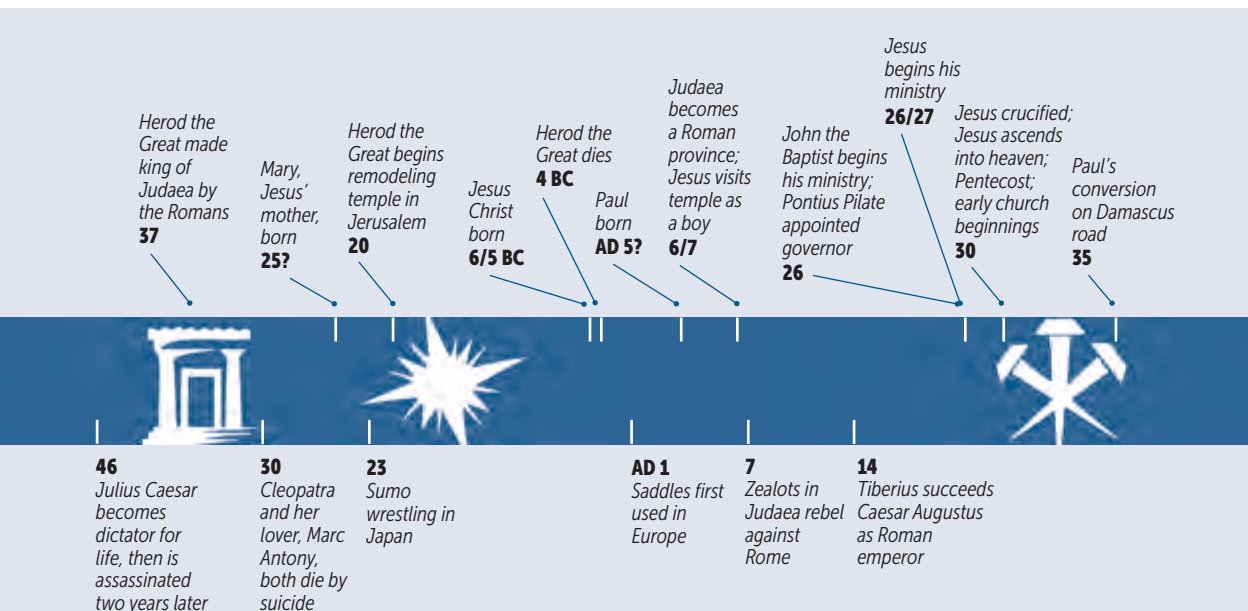 Herod the
Great made
king of
Judaea by
the Romans
37
Mary,
Jesus’
mother,
born
25?
Herod the
Great begins
remodeling
temple in
Jerusalem
20
Jesus
Christ
born
6/5 BC
Herod the
Great dies
4 BC
Paul
born
AD 5?
Judaea
becomes
a Roman
province;
Jesus visits
temple as
a boy
6/7
John the
Baptist begins
his ministry;
Pontius Pilate
appointed
governor
26
Jesus
begins his
ministry
26/27
Jesus crucified;
Jesus ascends
into heaven;
Pentecost;
early church
beginnings
30
Paul’s
conversion
on Damascus
road
35
46
Julius Caesar
becomes
dictator for
life, then is
assassinated
two years later
30
Cleopatra
and her
lover, Marc
Antony,
both die by
suicide
23
Sumo
wrestling in
Japan
AD 1
Saddles first
used in
Europe
7
Zealots in
Judaea rebel
against
Rome
14
Tiberius succeeds
Caesar Augustus
as Roman
emperor